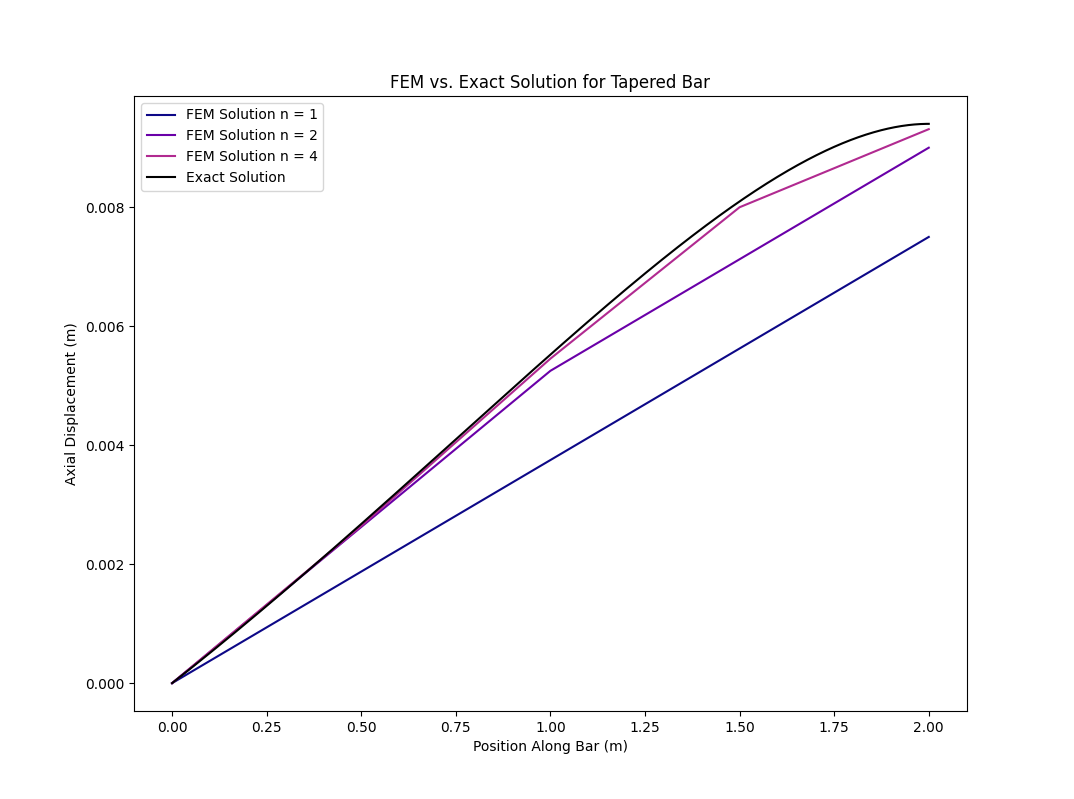 FEM vs. Exact Solution for Tapered Bar
FEM Solution n = 1
FEM Solution n = 2
FEM Solution n = 4
Exact Solution
Axial Displacement (m)
0.008
0.006
0.004
0.002
0.000
0.00 0.25 0.50 0.75 1.00 1.25 1.50 1.75 2.00
Position Along Bar (m)